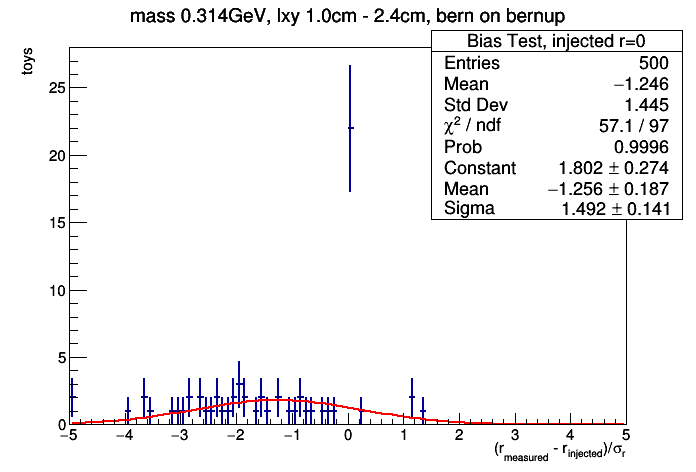 mass 0.314GeV, lxy 1.0cm - 2.4cm, bern on bernup
toys
Bias Test, injected r=0
Entries 500
Mean −1.246
Std Dev 1.445
χ² / ndf 57.1 / 97
Prob 0.9996
Constant 1.802 ± 0.274
Mean −1.256 ± 0.187
Sigma 1.492 ± 0.141
25
20
15
10
5
0
−5 −4 −3 −2 −1 0 1 2 3 4 5
(r_measured - r_injected)/σ_r